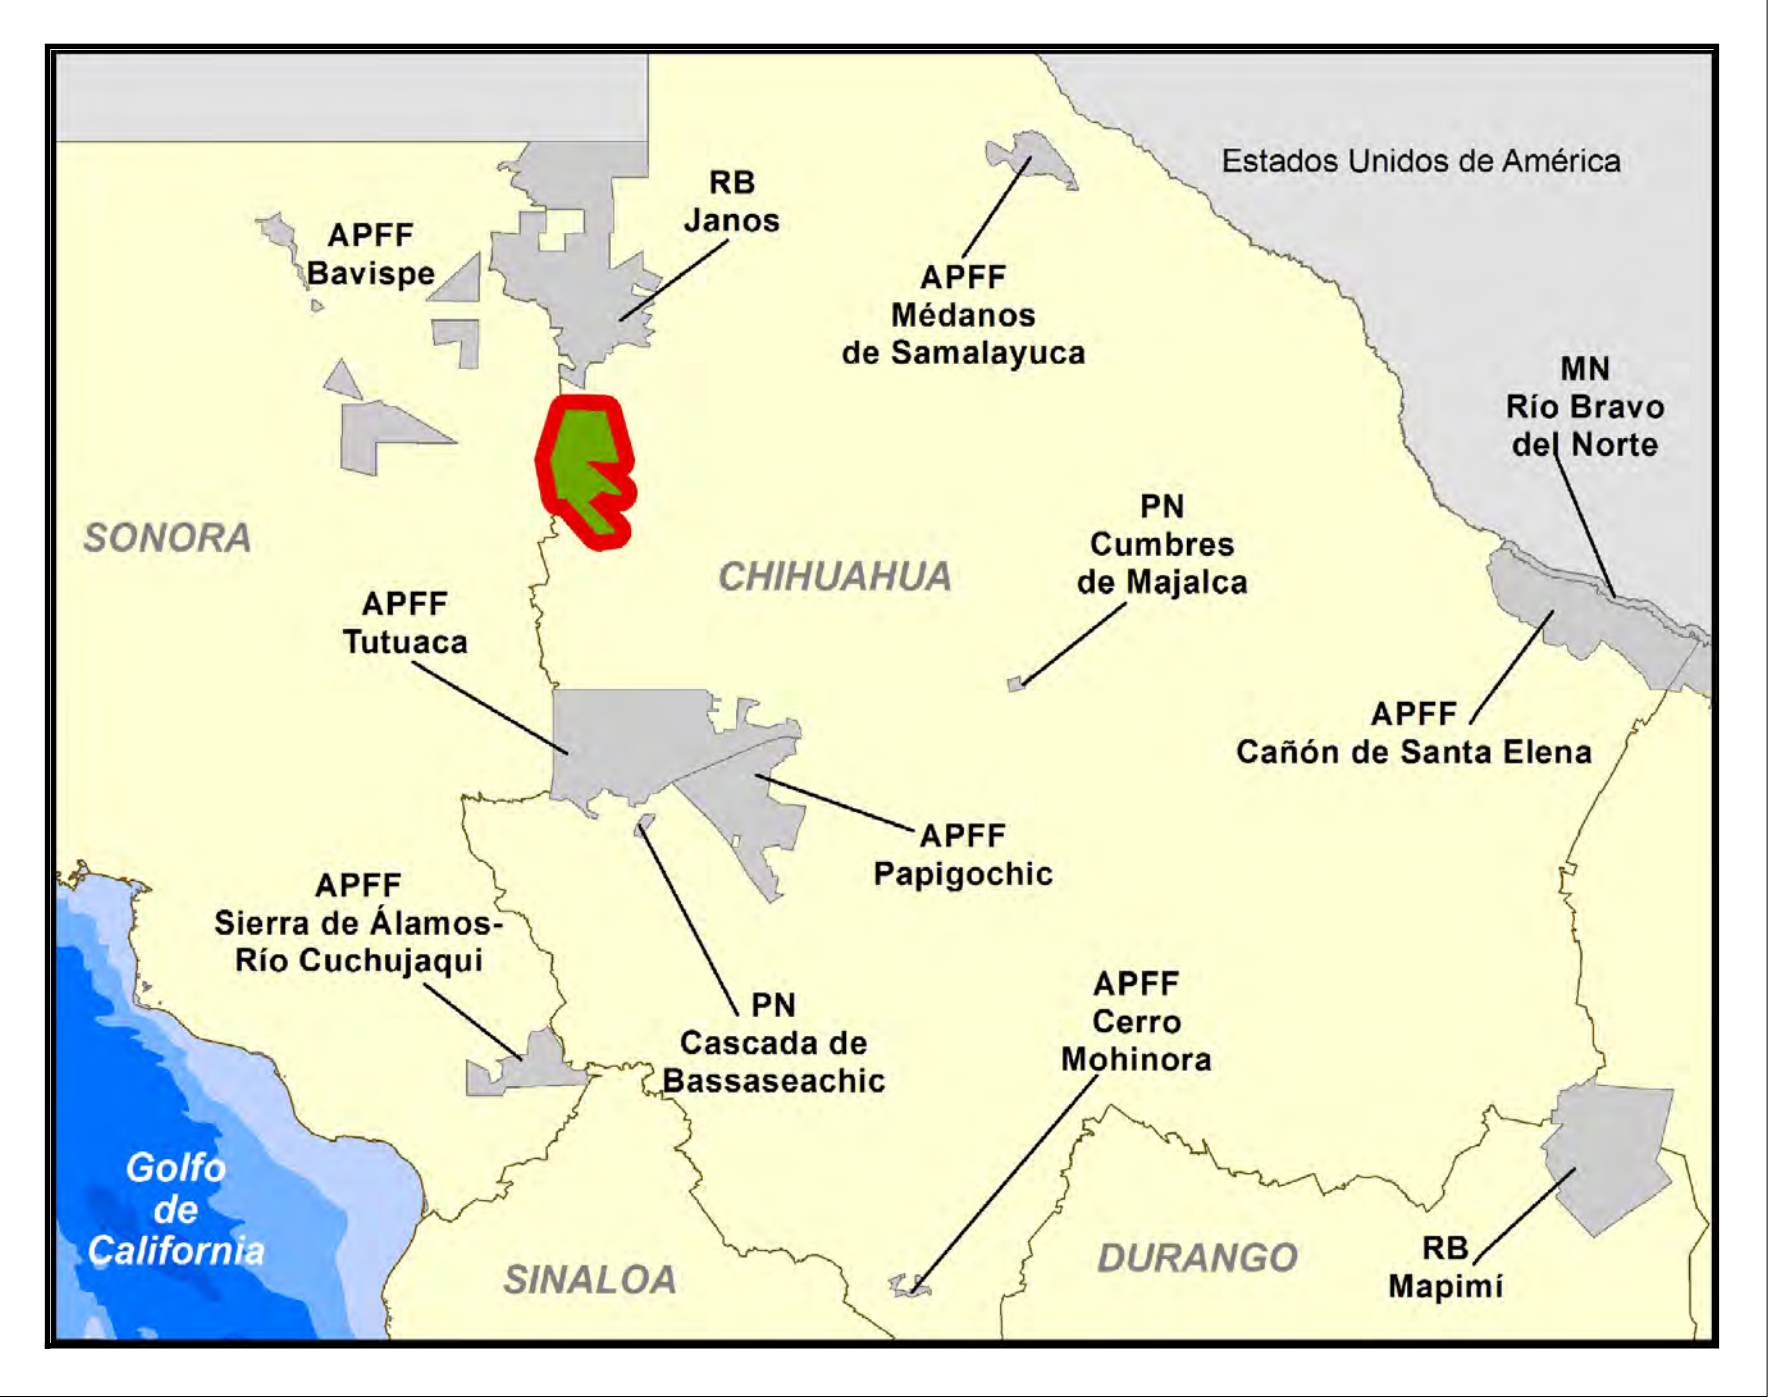 Estados Unidos de América
RB
Janos
APFF
Bavispe
APFF
Médanos
de Samalayuca
MN
Río Bravo
del Norte
SONORA
CHIHUAHUA
PN
Cumbres
de Majalca
APFF
Tutuaca
APFF
Cañón de Santa Elena
APFF
Papigochic
APFF
Sierra de Álamos-
Río Cuchujaqui
PN
Cascada de
Bassaseachic
APFF
Cerro
Mohinora
Golfo
de
California
SINALOA
DURANGO
RB
Mapimí